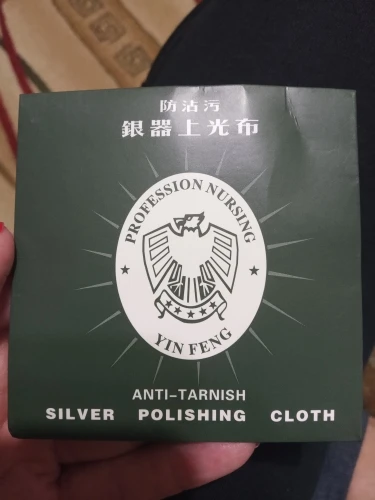 防沾污
銀器上光布
PROFESSION NURSING
YIN FENG
ANTI-TARNISH
SILVER POLISHING CLOTH